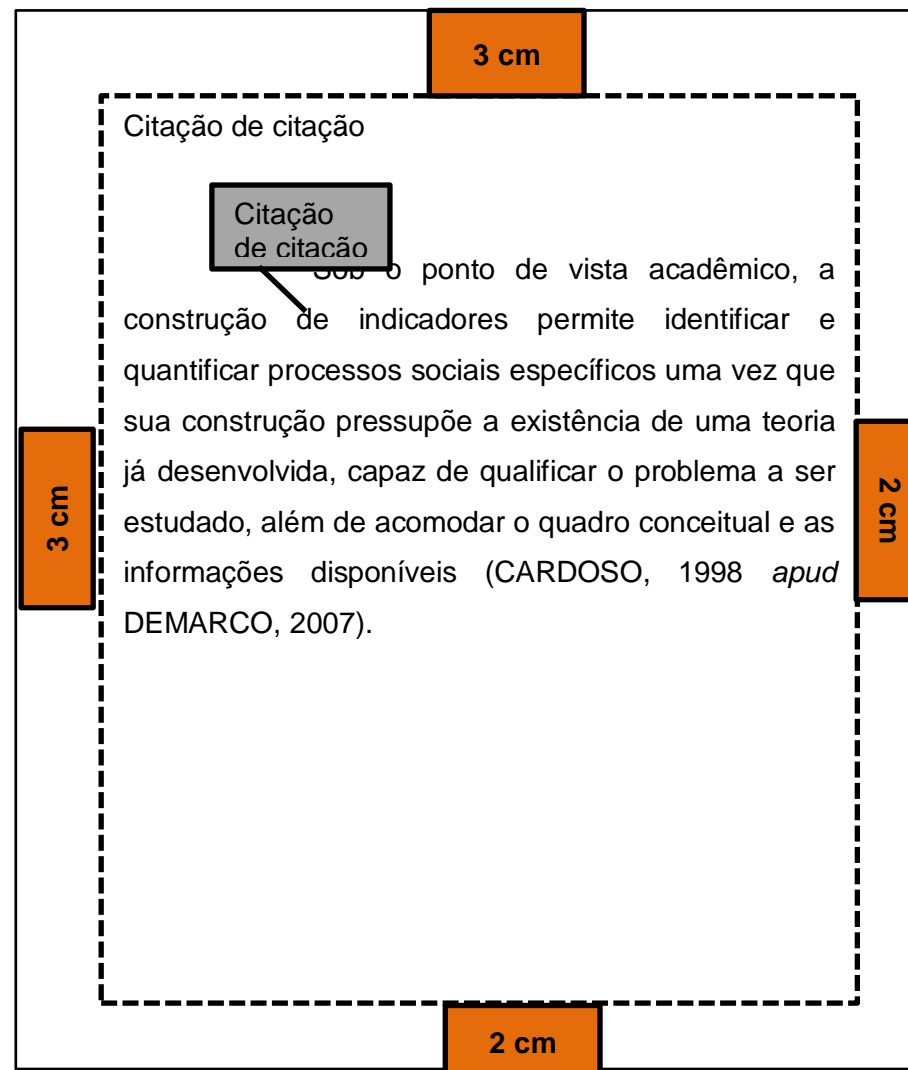 3 cm
Citação de citação
Citação
de citação
Sob o ponto de vista acadêmico, a
construção de indicadores permite identificar e
quantificar processos sociais específicos uma vez que
sua construção pressupõe a existência de uma teoria
já desenvolvida, capaz de qualificar o problema a ser
estudado, além de acomodar o quadro conceitual e as
informações disponíveis (CARDOSO, 1998 apud
DEMARCO, 2007).
3 cm
2 cm
2 cm